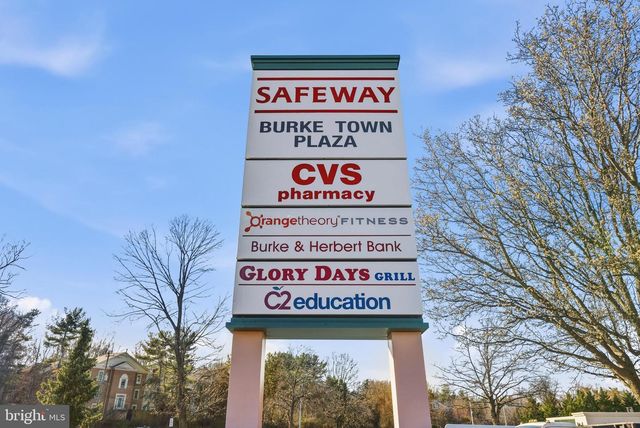 SAFEWAY
BURKE TOWN
PLAZA
CVS
pharmacy
Orangetheory FITNESS
Burke & Herbert Bank
GLORY DAYS GRILL
C2 education
bright MLS